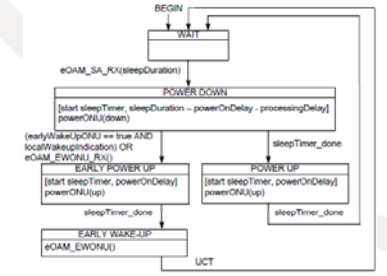 BEGIN
WAIT
eOAM_SA_RX(sleepDuration)
POWER DOWN
[start sleepTimer, sleepDuration – powerOnDelay - processingDelay]
powerONU(down)
(earlyWakeUpONU == true AND
localWakeupIndication) OR
eOAM_EWONU_RX()
sleepTimer_done
EARLY POWER UP
[start sleepTimer, powerOnDelay]
powerONU(up)
POWER UP
[start sleepTimer, powerOnDelay]
powerONU(up)
sleepTimer_done
sleepTimer_done
EARLY WAKE-UP
eOAM_EWONU()
UCT